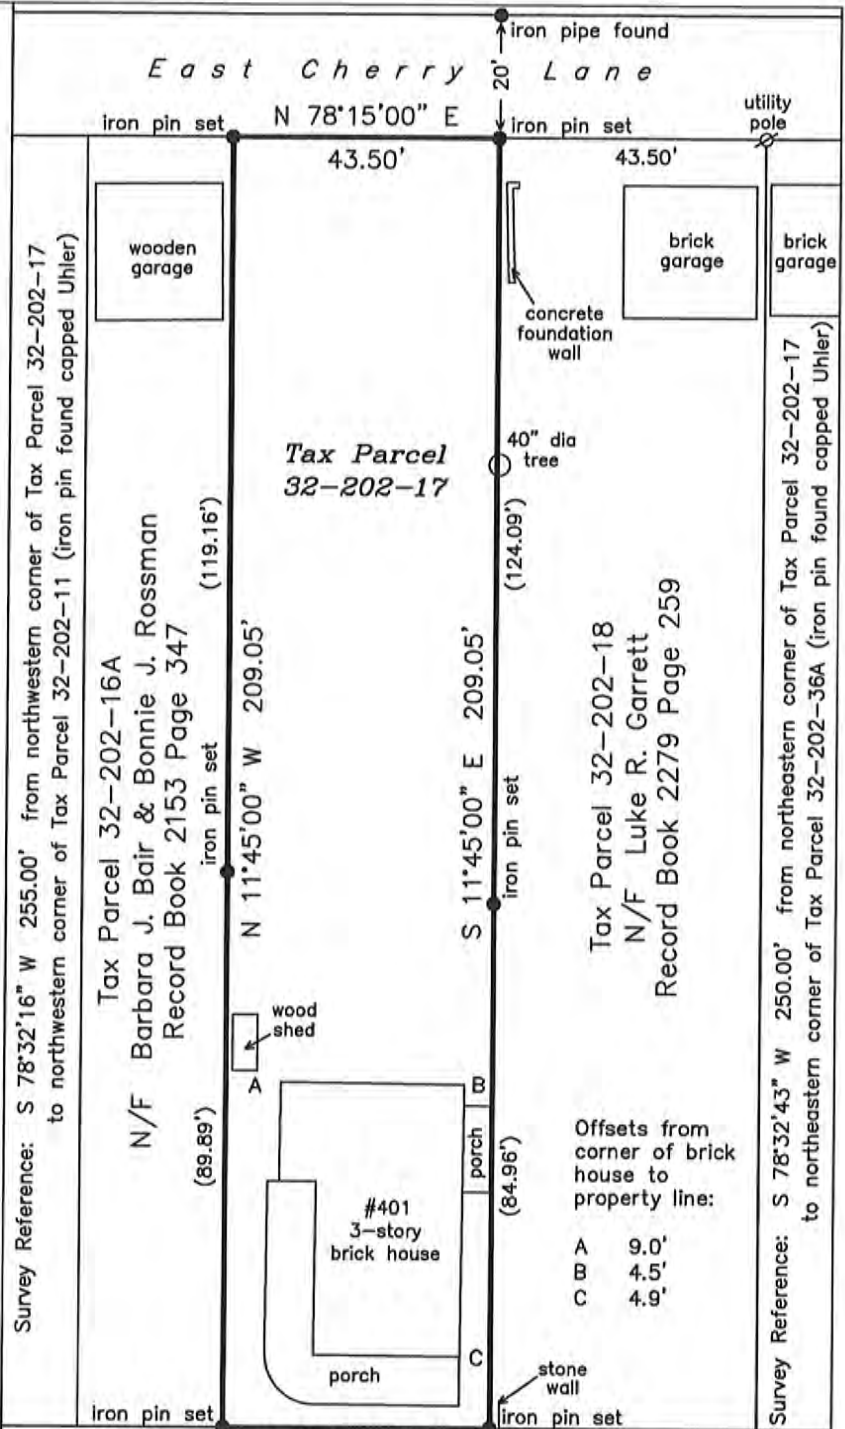 iron pipe found
East Cherry Lane
20'
utility
pole
iron pin set
N 78°15'00" E
iron pin set
43.50'
43.50'
wooden
garage
brick
garage
brick
garage
concrete
foundation
wall
40" dia
tree
Tax Parcel
32-202-17
(119.16')
(124.09')
Survey Reference: S 78°32'16" W 255.00' from northwestern corner of Tax Parcel 32-202-17
to northwestern corner of Tax Parcel 32-202-11 (iron pin found capped Uhler)
Tax Parcel 32-202-16A
N/F Barbara J. Bair & Bonnie J. Rossman
Record Book 2153 Page 347
iron pin set
N 11°45'00" W 209.05'
S 11°45'00" E 209.05'
iron pin set
Tax Parcel 32-202-18
N/F Luke R. Garrett
Record Book 2279 Page 259
Survey Reference: S 78°32'43" W 250.00' from northeastern corner of Tax Parcel 32-202-17
to northeastern corner of Tax Parcel 32-202-36A (iron pin found capped Uhler)
wood
shed
A
B
porch
(89.89')
(84.96')
#401
3-story
brick house
Offsets from
corner of brick
house to
property line:
A 9.0'
B 4.5'
C 4.9'
C
porch
stone
wall
iron pin set
iron pin set